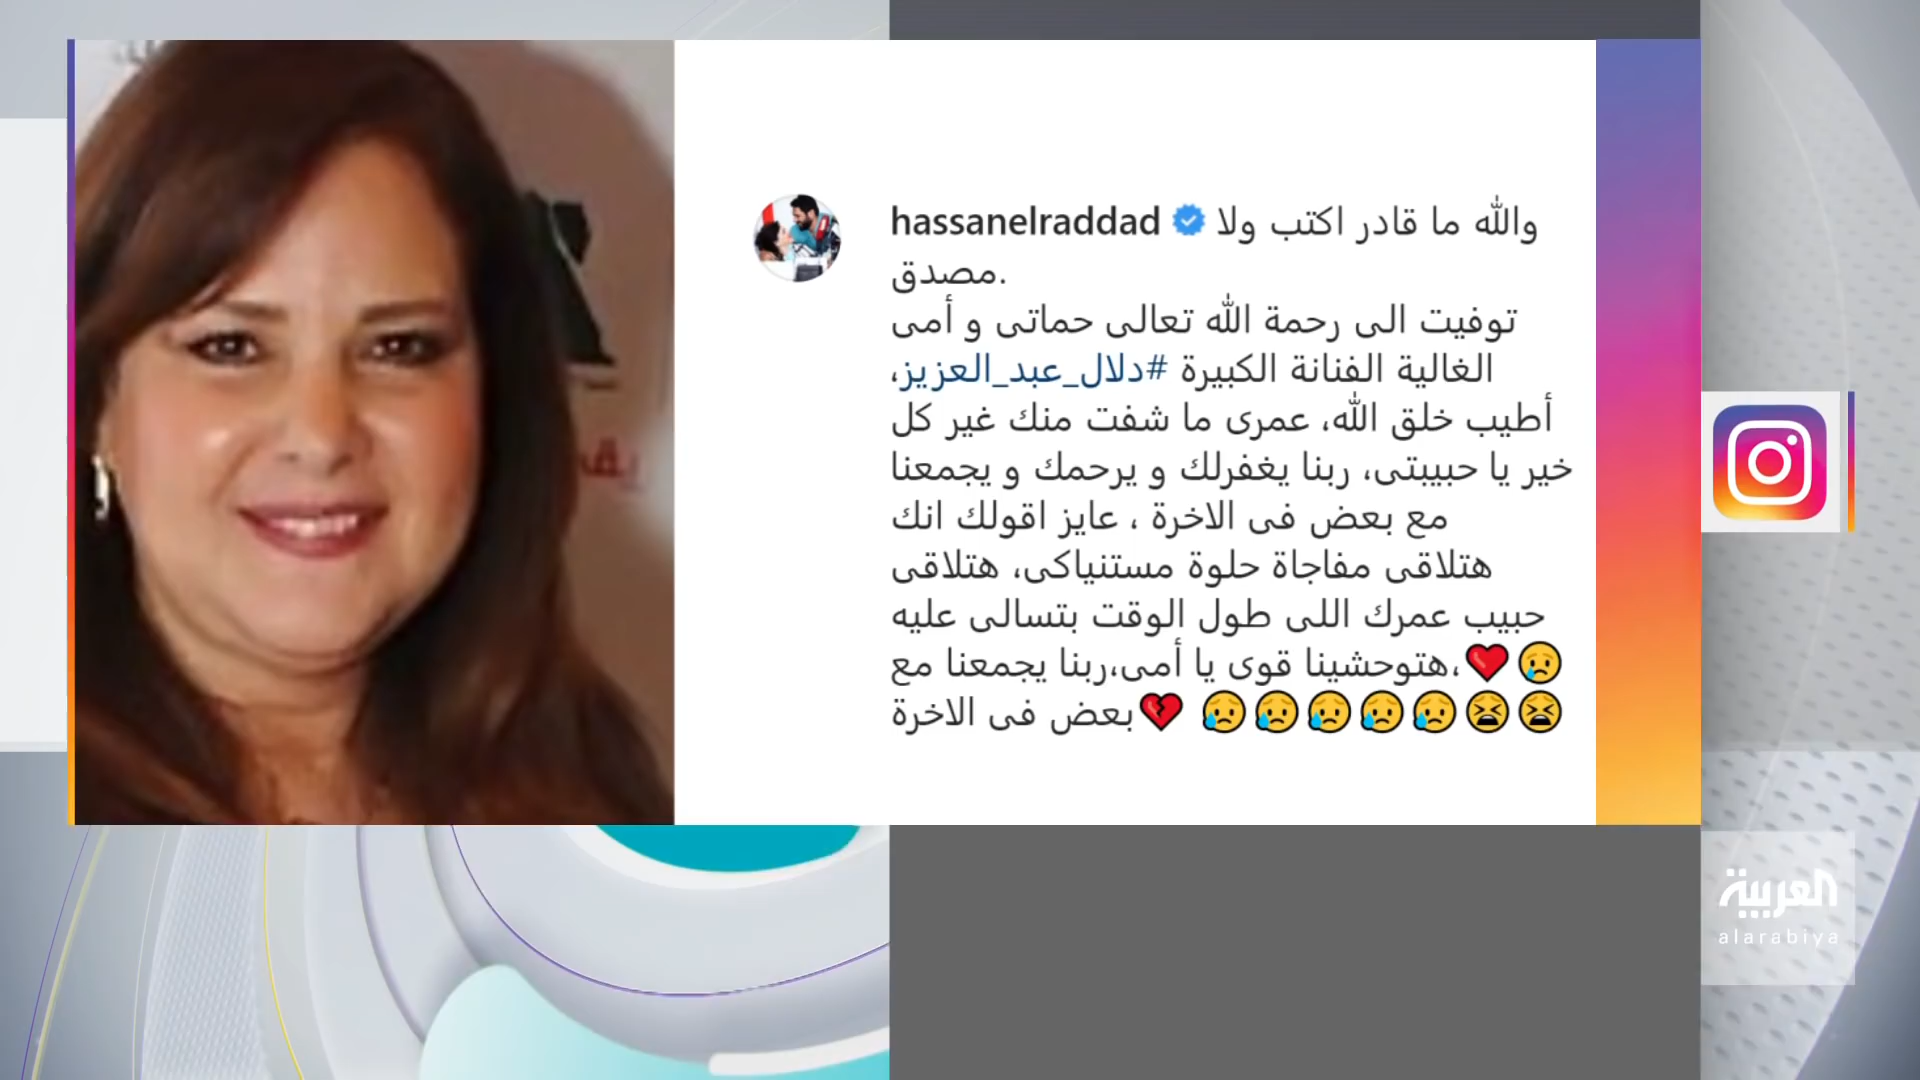 hassanelraddad والله ما قادر اكتب ولا
مصدق.
توفيت الى رحمة الله تعالى حماتى و أمى
الغالية الفنانة الكبيرة #دلال_عبد_العزيز،
أطيب خلق الله، عمرى ما شفت منك غير كل
خير يا حبيبتى، ربنا يغفرلك و يرحمك و يجمعنا
مع بعض فى الاخرة ، عايز اقولك انك
هتلاقى مفاجاة حلوة مستنياكى، هتلاقى
حبيب عمرك اللى طول الوقت بتسالى عليه
😥❤️،هتوحشينا قوى يا أمى،ربنا يجمعنا مع
بعض فى الاخرة💔 😥😥😥😥😥😫😫
العربية
alarabiya